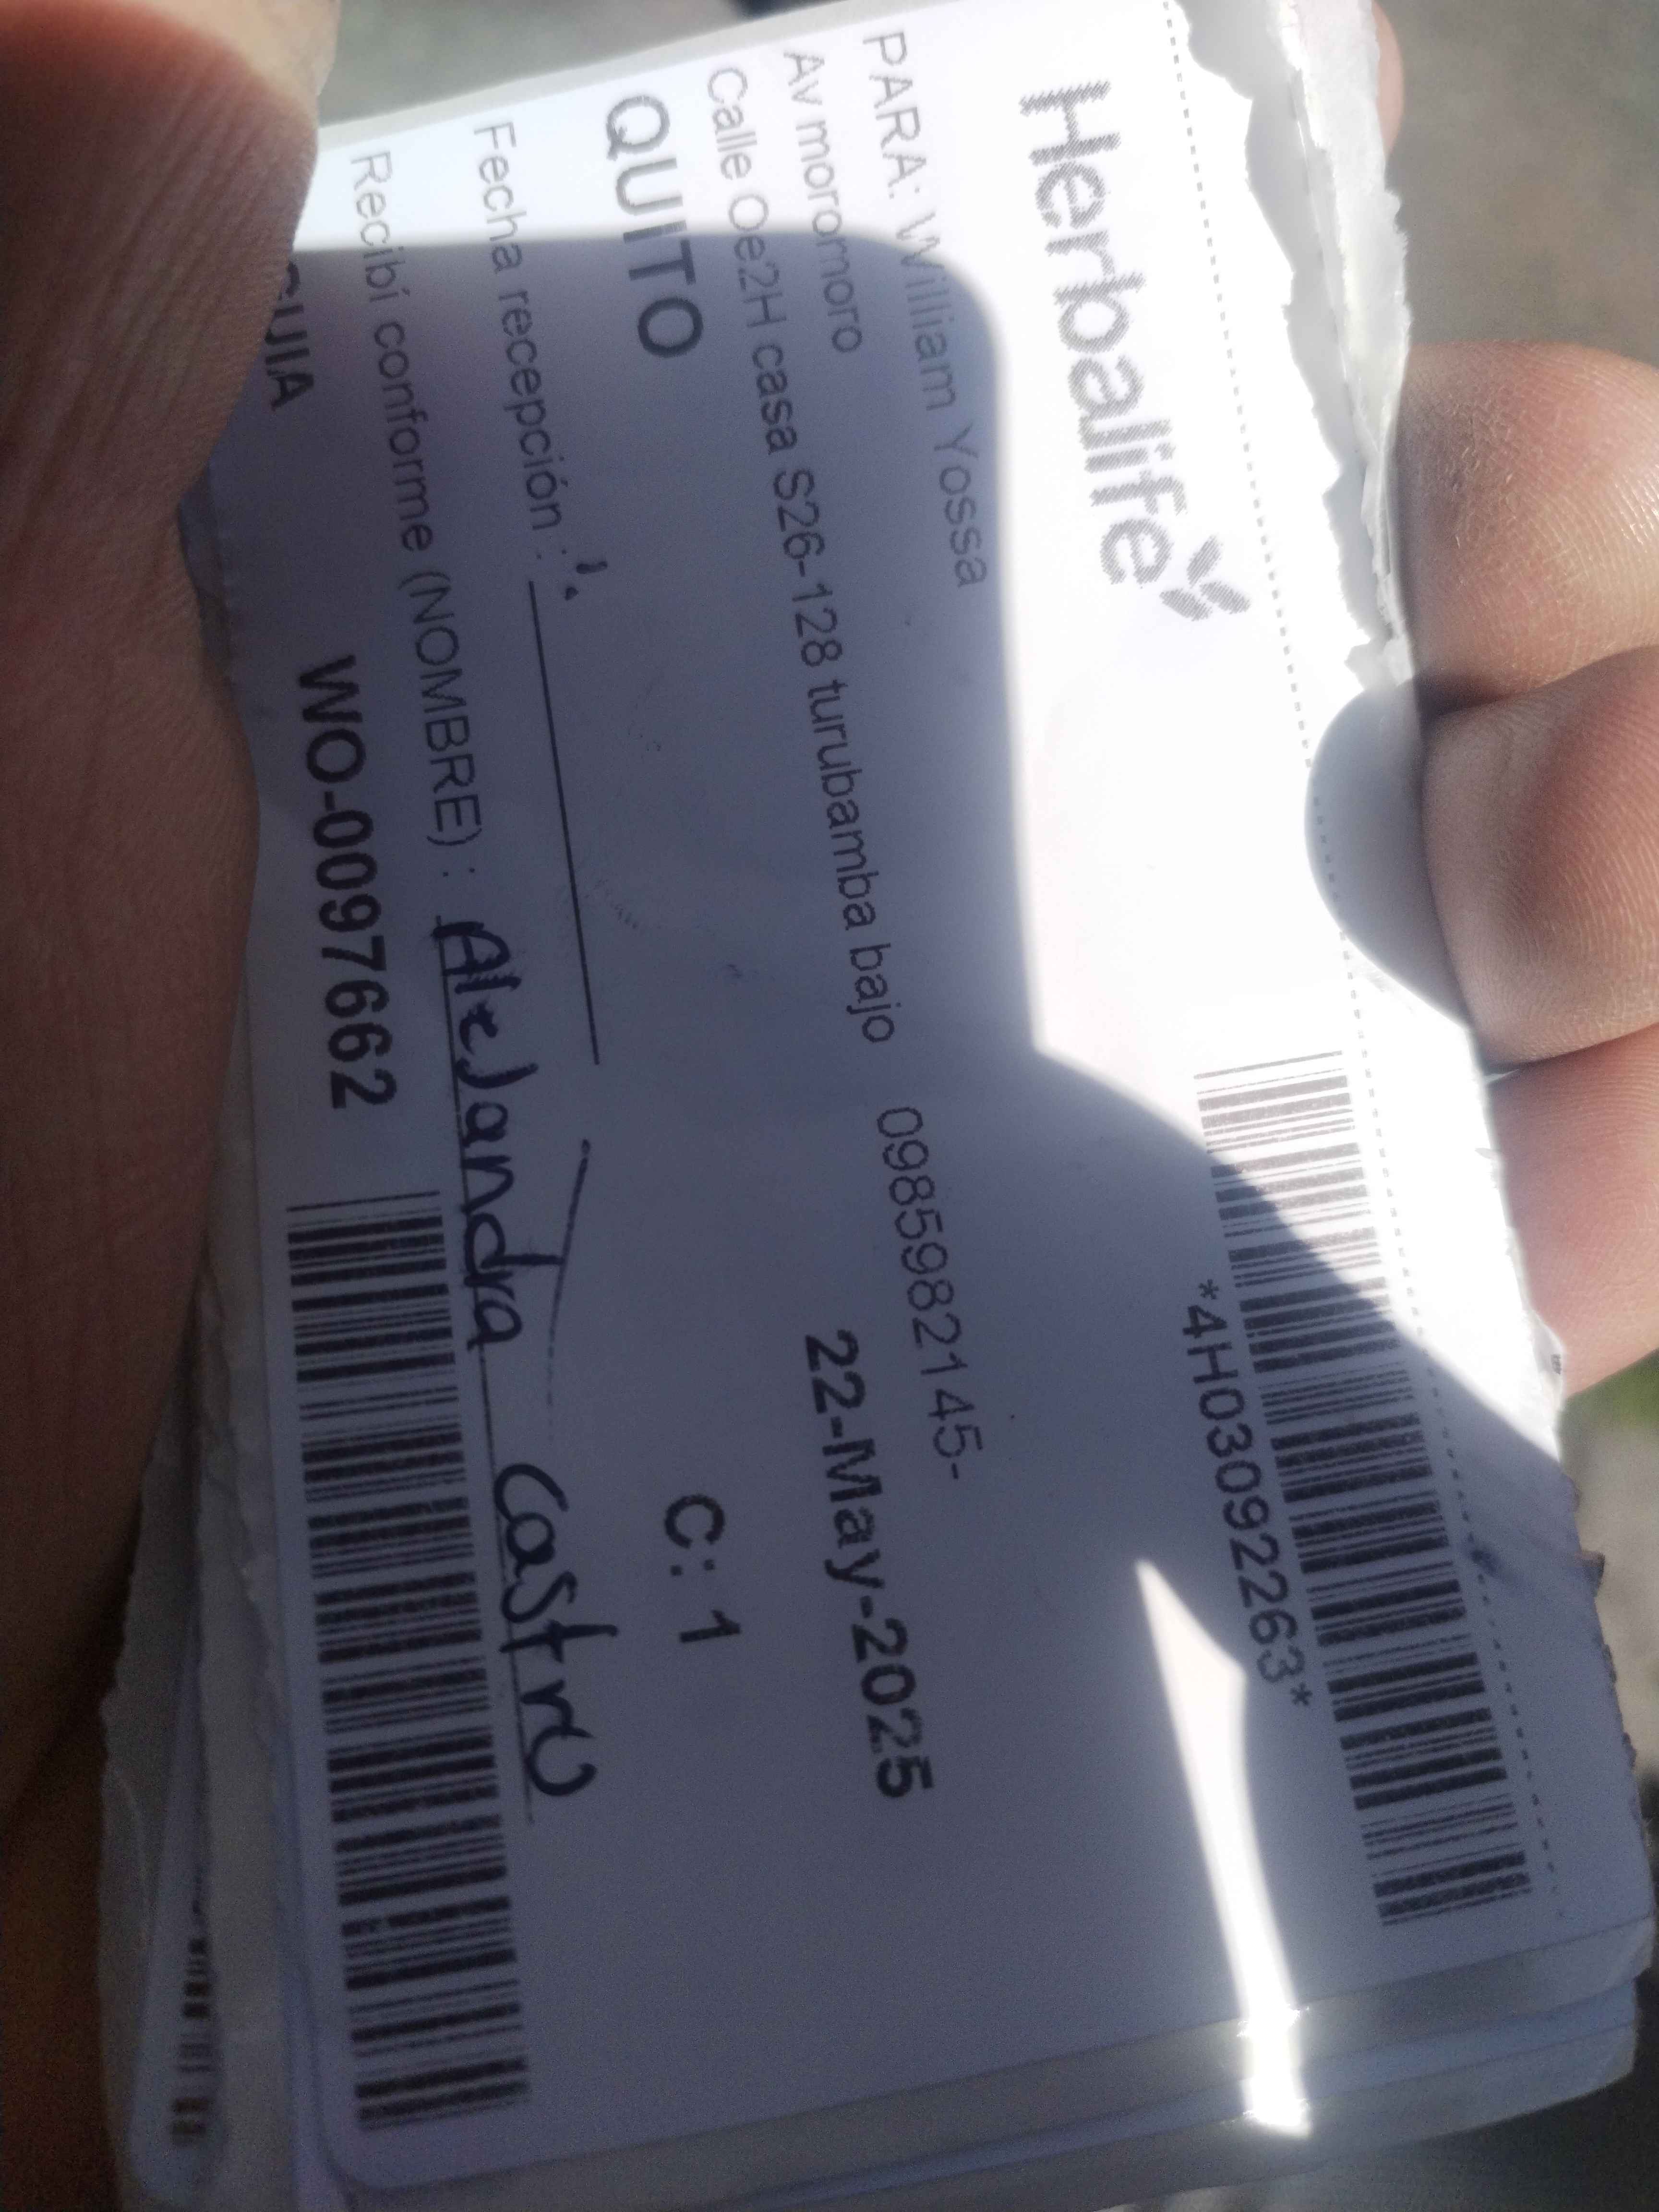 Herbalife
*4H03092263*
PARA: William Yossa
Av moromoro 0985982145-
Calle Oe2H casa S26-128 turubamba bajo
22-May-2025
QUITO
C: 1
Fecha recepción :
Recibí conforme (NOMBRE) : Alejandra Castro
GUIA WO-0097662